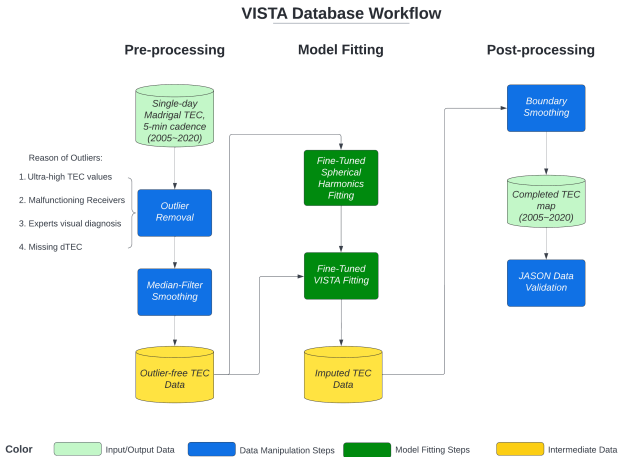 VISTA Database Workflow
Pre-processing
Model Fitting
Post-processing
Single-day
Madrigal TEC,
5-min cadence
(2005~2020)
Reason of Outliers:
1. Ultra-high TEC values
2. Malfunctioning Receivers
3. Experts visual diagnosis
4. Missing dTEC
Outlier
Removal
Median-Filter
Smoothing
Outlier-free TEC
Data
Fine-Tuned
Spherical
Harmonics
Fitting
Fine-Tuned
VISTA Fitting
Imputed TEC
Data
Boundary
Smoothing
Completed TEC
map
(2005~2020)
JASON Data
Validation
Color
Input/Output Data
Data Manipulation Steps
Model Fitting Steps
Intermediate Data